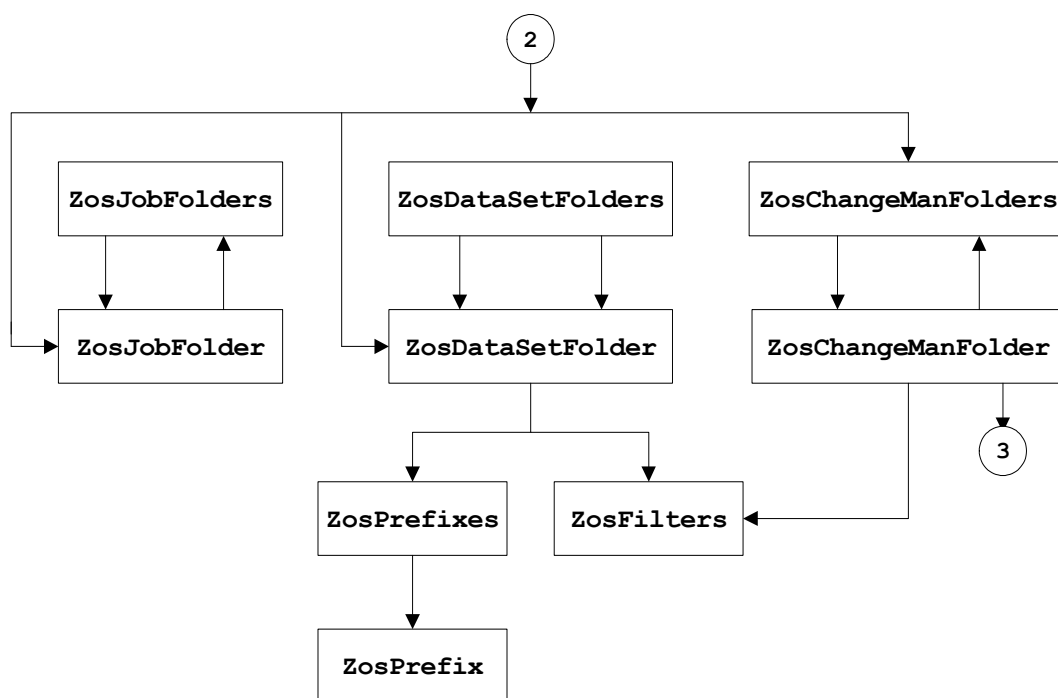 2
ZosJobFolders
ZosDataSetFolders
ZosChangeManFolders
ZosJobFolder
ZosDataSetFolder
ZosChangeManFolder
3
ZosPrefixes
ZosFilters
ZosPrefix